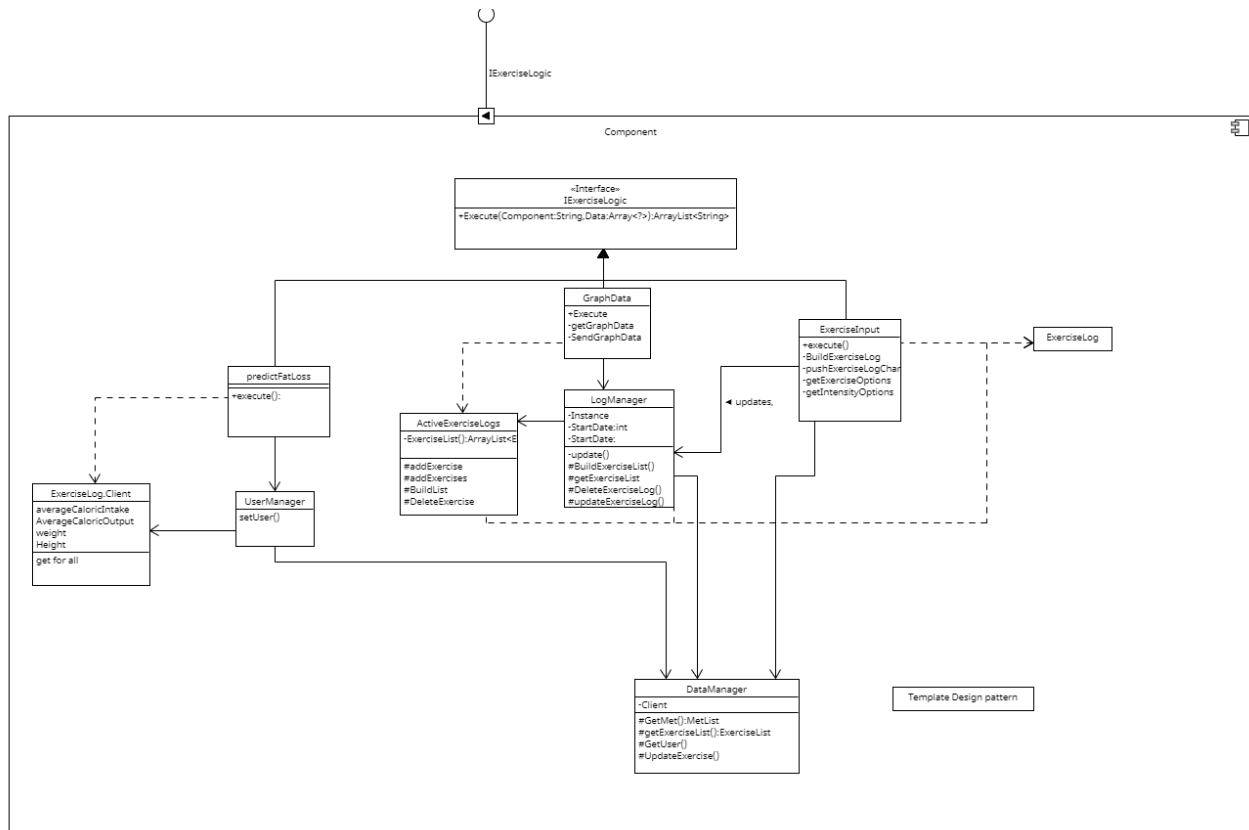 IExerciseLogic
Component
«Interface»
IExerciseLogic
+Execute(Component:String,Data:Array<?>):ArrayList<String>
GraphData
+Execute
-getGraphData
-SendGraphData
ExerciseInput
+execute()
-BuildExerciseLog
-pushExerciseLogChan
-getExerciseOptions
-getIntensityOptions
ExerciseLog
predictFatLoss
+execute():
LogManager
-Instance
-StartDate:int
-StartDate:
-update()
#BuildExerciseList()
#getExerciseList
#DeleteExerciseLog()
#updateExerciseLog()
◄ updates,
ActiveExerciseLogs
-ExerciseList():ArrayList<E
#addExercise
#addExercises
#BuildList
#DeleteExercise
ExerciseLog.Client
averageCaloricIntake
AverageCaloricOutput
weight
Height
get for all
UserManager
setUser()
DataManager
-Client
#GetMet():MetList
#getExerciseList():ExerciseList
#GetUser()
#UpdateExercise()
Template Design pattern